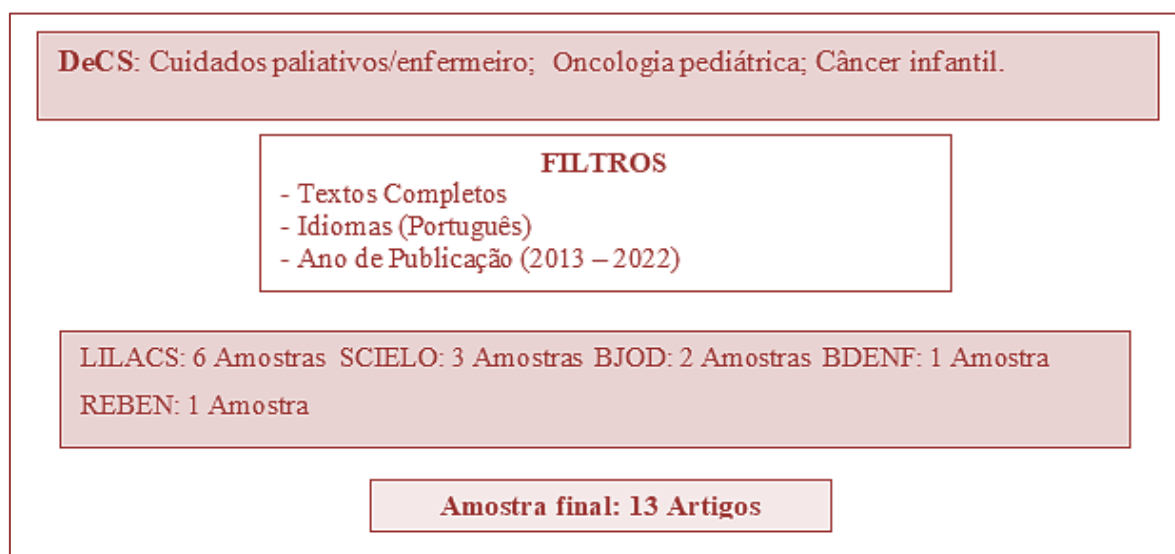 DeCS: Cuidados paliativos/enfermeiro; Oncologia pediátrica; Câncer infantil.
FILTROS
- Textos Completos
- Idiomas (Português)
- Ano de Publicação (2013 – 2022)
LILACS: 6 Amostras SCIELO: 3 Amostras BJOD: 2 Amostras BDENF: 1 Amostra
REBEN: 1 Amostra
Amostra final: 13 Artigos